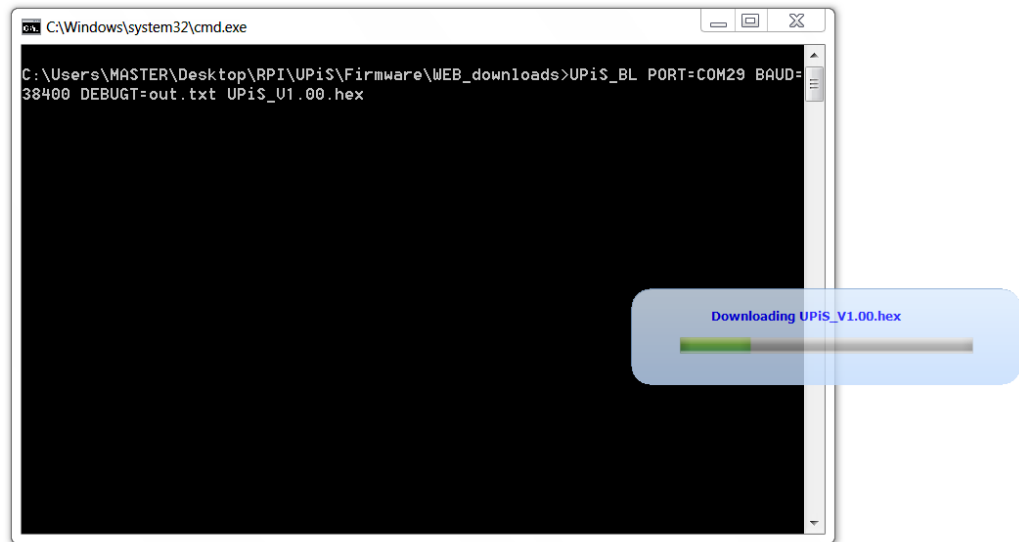 C:\Windows\system32\cmd.exe
C:\Users\MASTER\Desktop\RPI\UPiS\Firmware\WEB_downloads>UPiS_BL PORT=COM29 BAUD=
38400 DEBUGT=out.txt UPiS_V1.00.hex
Downloading UPiS_V1.00.hex